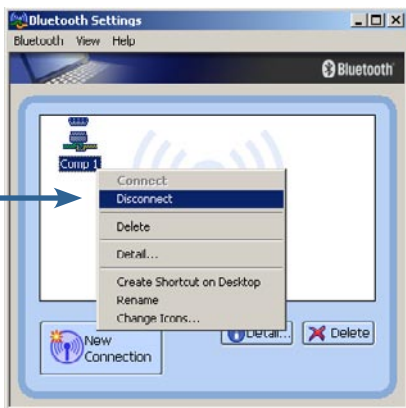 Bluetooth Settings
Bluetooth View Help
Bluetooth
Comp 1
Connect
Disconnect
Delete
Detail...
Create Shortcut on Desktop
Rename
Change Icons...
New
Connection
Detail...
Delete